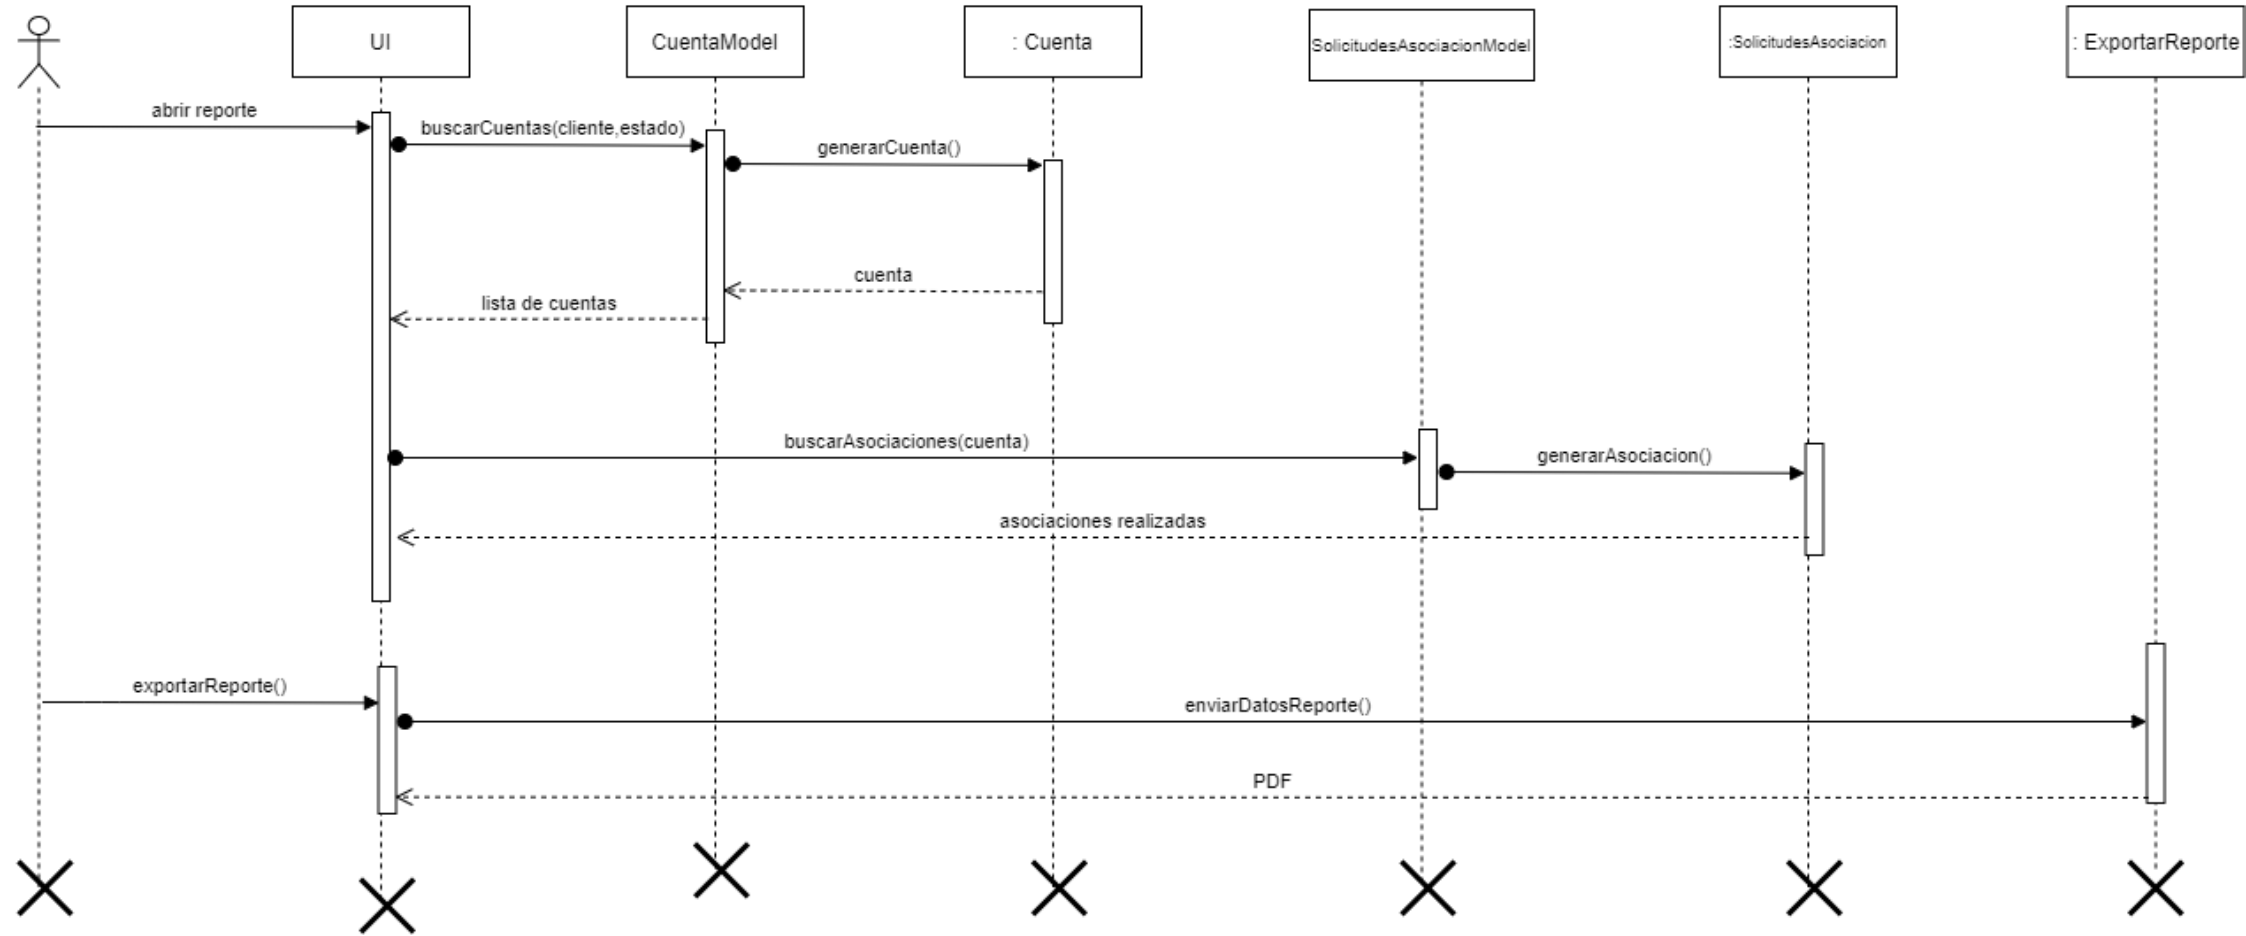 UI
CuentaModel
: Cuenta
SolicitudesAsociacionModel
:SolicitudesAsociacion
: ExportarReporte
abrir reporte
buscarCuentas(cliente,estado)
generarCuenta()
cuenta
lista de cuentas
buscarAsociaciones(cuenta)
generarAsociacion()
asociaciones realizadas
exportarReporte()
enviarDatosReporte()
PDF